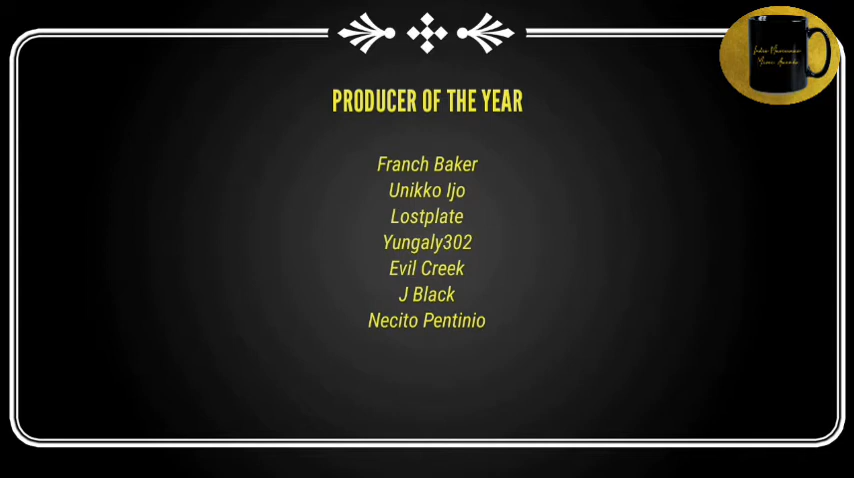 PRODUCER OF THE YEAR
Franch Baker
Unikko Ijo
Lostplate
Yungaly302
Evil Creek
J Black
Necito Pentinio